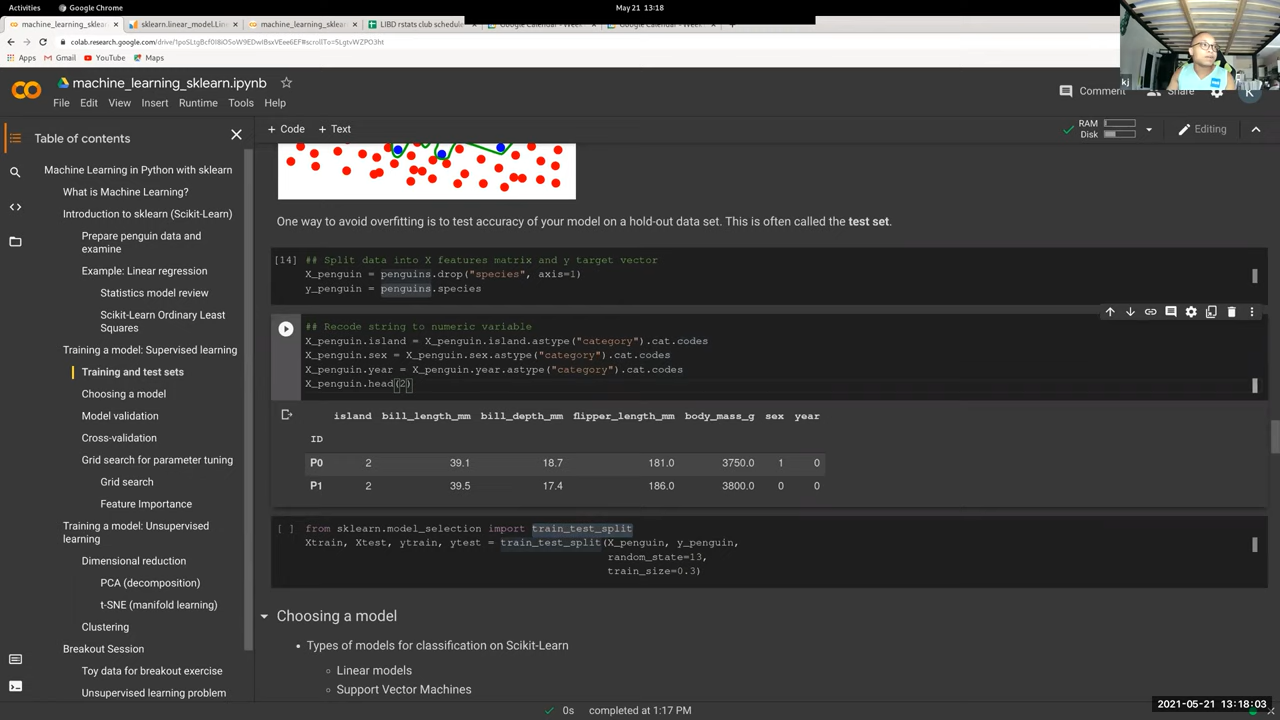 Activities
Google Chrome
May 21 13:18
machine_learning_sklearn
sklearn.linear_model.Lin
machine_learning_sklearn
LIBD rstats club schedule
Google Calendar - Week
Google Calendar - Week
Apps
Gmail
YouTube
Maps
machine_learning_sklearn.ipynb
File Edit View Insert Runtime Tools Help
kj
Comment
Share
K
Table of contents
+ Code + Text
RAM
Disk
Editing
Machine Learning in Python with sklearn
What is Machine Learning?
Introduction to sklearn (Scikit-Learn)
Prepare penguin data and
examine
Example: Linear regression
Statistics model review
Scikit-Learn Ordinary Least
Squares
Training a model: Supervised learning
Training and test sets
Choosing a model
Model validation
Cross-validation
Grid search for parameter tuning
Grid search
Feature Importance
Training a model: Unsupervised
learning
Dimensional reduction
PCA (decomposition)
t-SNE (manifold learning)
Clustering
Breakout Session
Toy data for breakout exercise
Unsupervised learning problem
One way to avoid overfitting is to test accuracy of your model on a hold-out data set. This is often called the test set.
[14] ## Split data into X features matrix and y target vector
X_penguin = penguins.drop("species", axis=1)
y_penguin = penguins.species
## Recode string to numeric variable
X_penguin.island = X_penguin.island.astype("category").cat.codes
X_penguin.sex = X_penguin.sex.astype("category").cat.codes
X_penguin.year = X_penguin.year.astype("category").cat.codes
X_penguin.head(2)
island bill_length_mm bill_depth_mm flipper_length_mm body_mass_g sex year
ID
P0 2 39.1 18.7 181.0 3750.0 1 0
P1 2 39.5 17.4 186.0 3800.0 0 0
[ ] from sklearn.model_selection import train_test_split
Xtrain, Xtest, ytrain, ytest = train_test_split(X_penguin, y_penguin,
random_state=13,
train_size=0.3)
Choosing a model
• Types of models for classification on Scikit-Learn
Linear models
Support Vector Machines
0s completed at 1:17 PM
2021-05-21 13:18:03